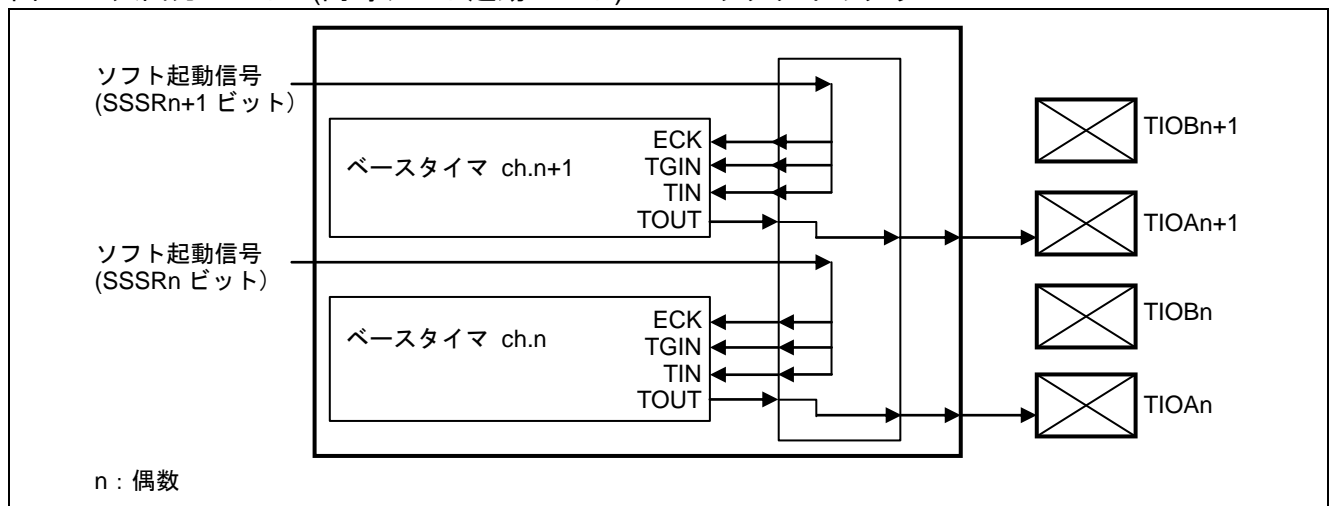 ソフト起動信号
(SSSRn+1 ビット)
ECK
TGIN
TIN
TOUT
ベースタイマ ch.n+1
TIOBn+1
TIOAn+1
ソフト起動信号
(SSSRn ビット)
ECK
TGIN
TIN
TOUT
ベースタイマ ch.n
TIOBn
TIOAn
n：偶数